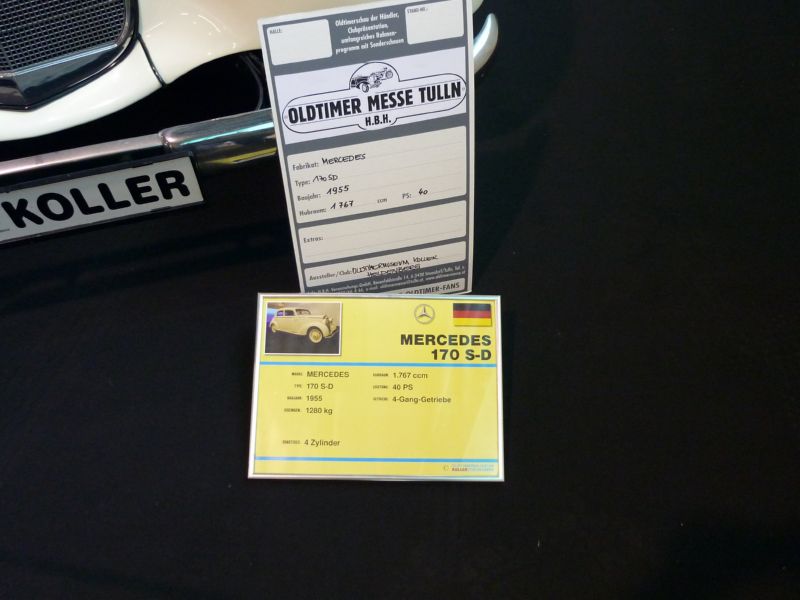 HALLE:
Oldtimerschau der Händler,
Clubpräsentation,
umfangreiches Rahmen-
programm mit Sonderschauen
STAND-NR.:
OLDTIMER MESSE TULLN
H.B.H.
Fabrikat: MERCEDES
Type: 170 SD
Baujahr: 1955
Hubraum: 1767 ccm PS: 40
Extras:
Aussteller/Club: OLDTIMERMUSEUM KOLLER
HELDENBERG
OLDTIMER-FANS
KOLLER
MERCEDES
170 S-D
MARKE: MERCEDES
TYPE: 170 S-D
BAUJAHR: 1955
EIGENGEW.: 1280 kg
HUBRAUM: 1.767 ccm
LEISTUNG: 40 PS
GETRIEBE: 4-Gang-Getriebe
4 Zylinder
KOLLER